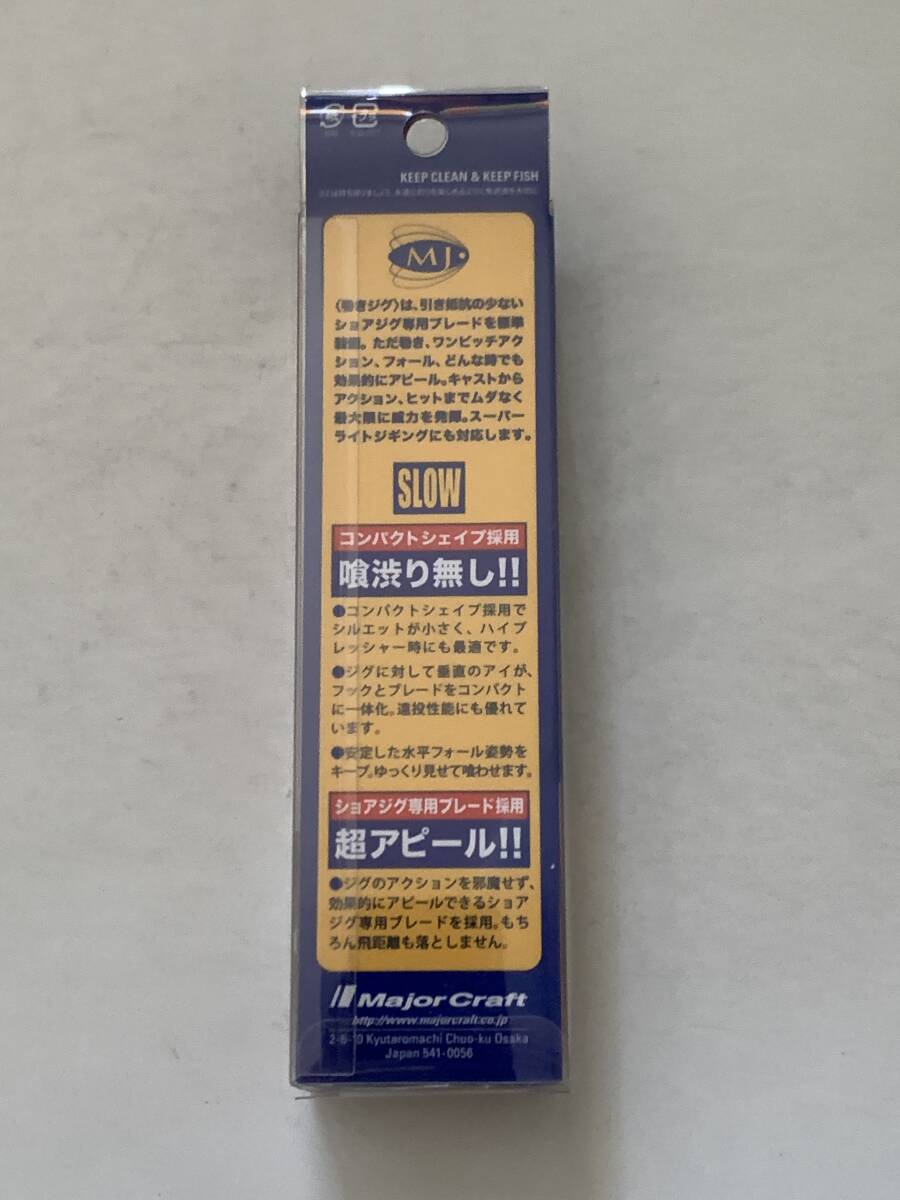 KEEP CLEAN & KEEP FISH
MJ
〈巻きジグ〉は、引き抵抗の少ない
ショアジグ専用ブレードを標準
装備。ただ巻き、ワンピッチアク
ション、フォール、どんな時でも
効果的にアピール。キャストから
アクション、ヒットまでムダなく
最大限に威力を発揮。スーパー
ライトジギングにも対応します。
SLOW
コンパクトシェイプ採用
喰渋り無し!!
●コンパクトシェイプ採用で
シルエットが小さく、ハイプ
レッシャー時にも最適です。
●ジグに対して垂直のアイが、
フックとブレードをコンパクト
に一体化。遠投性能にも優れて
います。
●安定した水平フォール姿勢を
キープ。ゆっくり見せて喰わせます。
ショアジグ専用ブレード採用
超アピール!!
●ジグのアクションを邪魔せず、
効果的にアピールできるショア
ジグ専用ブレードを採用。もち
ろん飛距離も落としません。
Major Craft
http://www.majorcraft.co.jp
2-6-10 Kyutaromachi Chuo-ku Osaka
Japan 541-0056